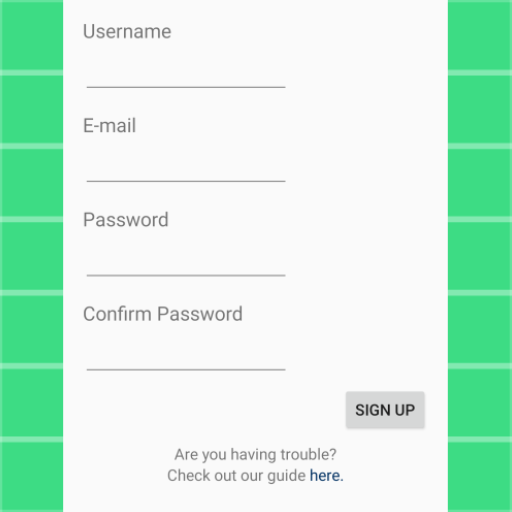 Username
E-mail
Password
Confirm Password
SIGN UP
Are you having trouble?
Check out our guide here.